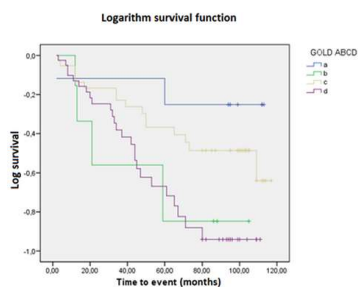 Logarithm survival function
GOLD ABCD
a
b
c
d
Log survival
0,0
-0,2
-0,4
-0,6
-0,8
-1,0
0,00 20,00 40,00 60,00 80,00 100,00 120,00
Time to event (months)